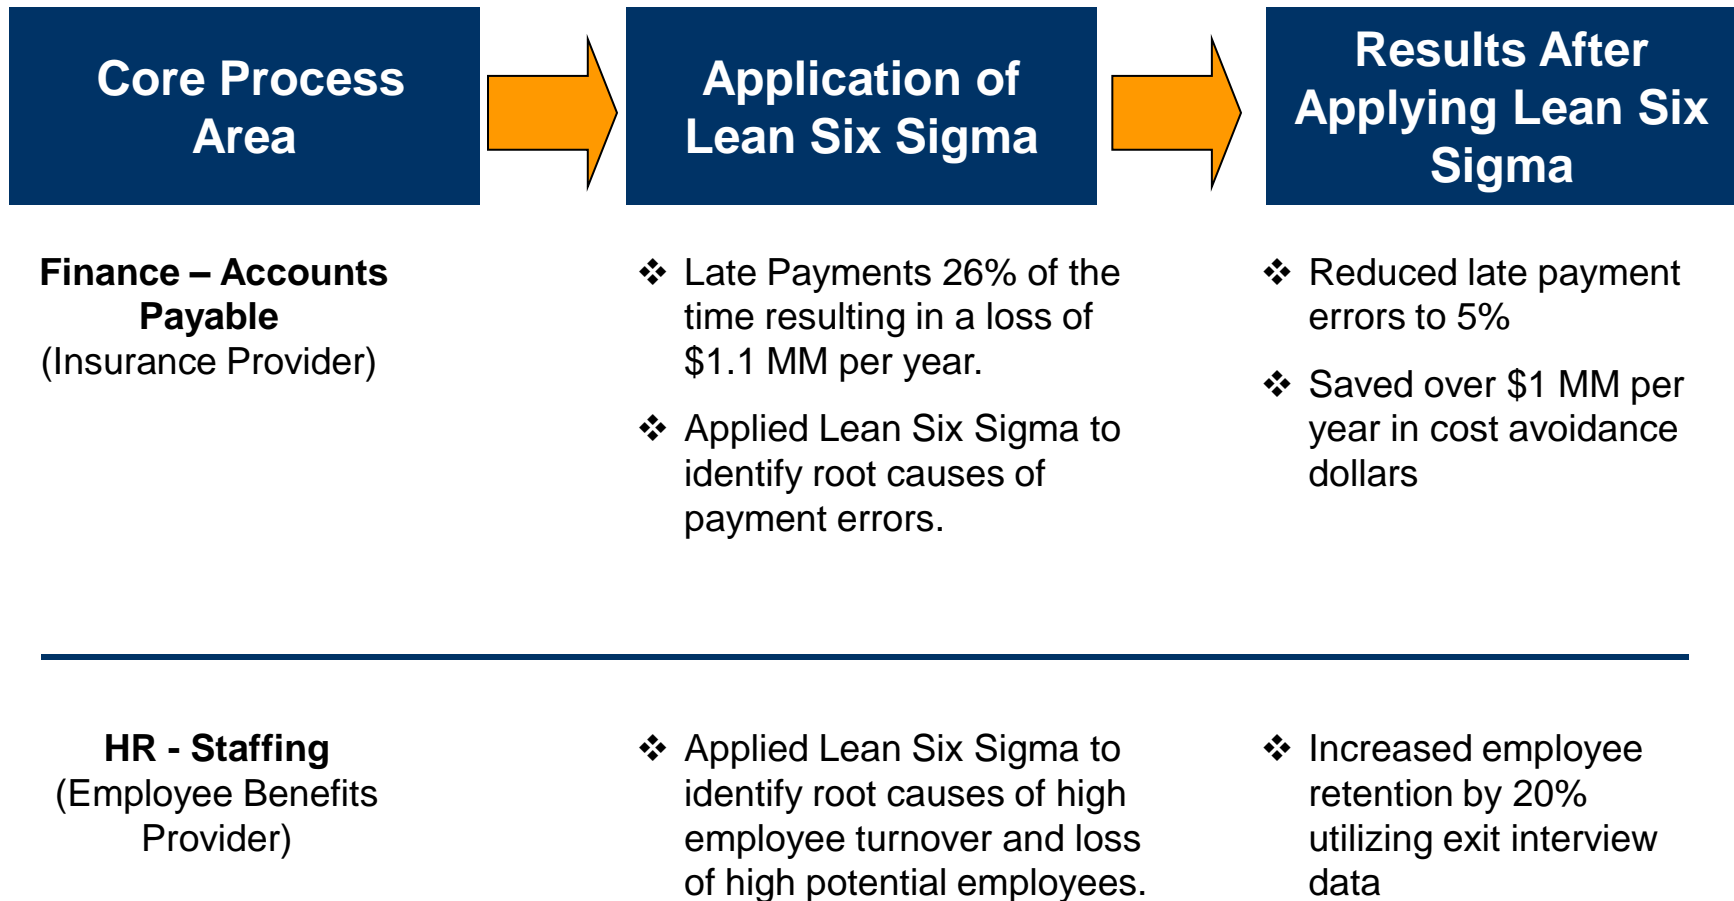 Core Process
Area
Application of
Lean Six Sigma
Results After
Applying Lean Six
Sigma
Finance – Accounts
Payable
(Insurance Provider)
❖ Late Payments 26% of the
time resulting in a loss of
$1.1 MM per year.
❖ Applied Lean Six Sigma to
identify root causes of
payment errors.
❖ Reduced late payment
errors to 5%
❖ Saved over $1 MM per
year in cost avoidance
dollars
HR - Staffing
(Employee Benefits
Provider)
❖ Applied Lean Six Sigma to
identify root causes of high
employee turnover and loss
of high potential employees.
❖ Increased employee
retention by 20%
utilizing exit interview
data